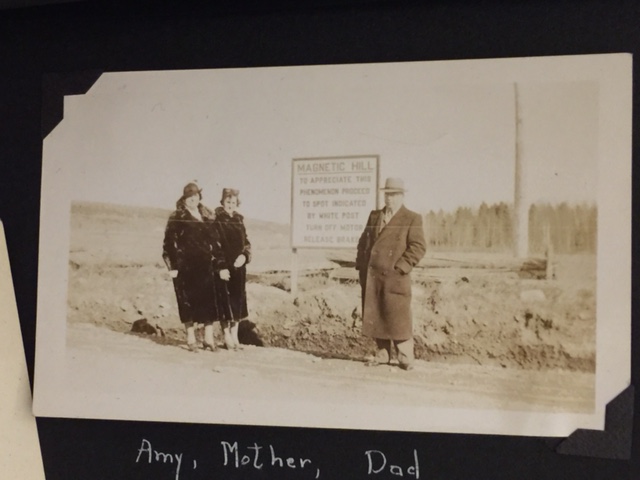 MAGNETIC HILL
TO APPRECIATE THIS
PHENOMENON PROCEED
TO SPOT INDICATED
BY WHITE POST
TURN OFF MOTOR
RELEASE BRAKE
Amy, Mother, Dad